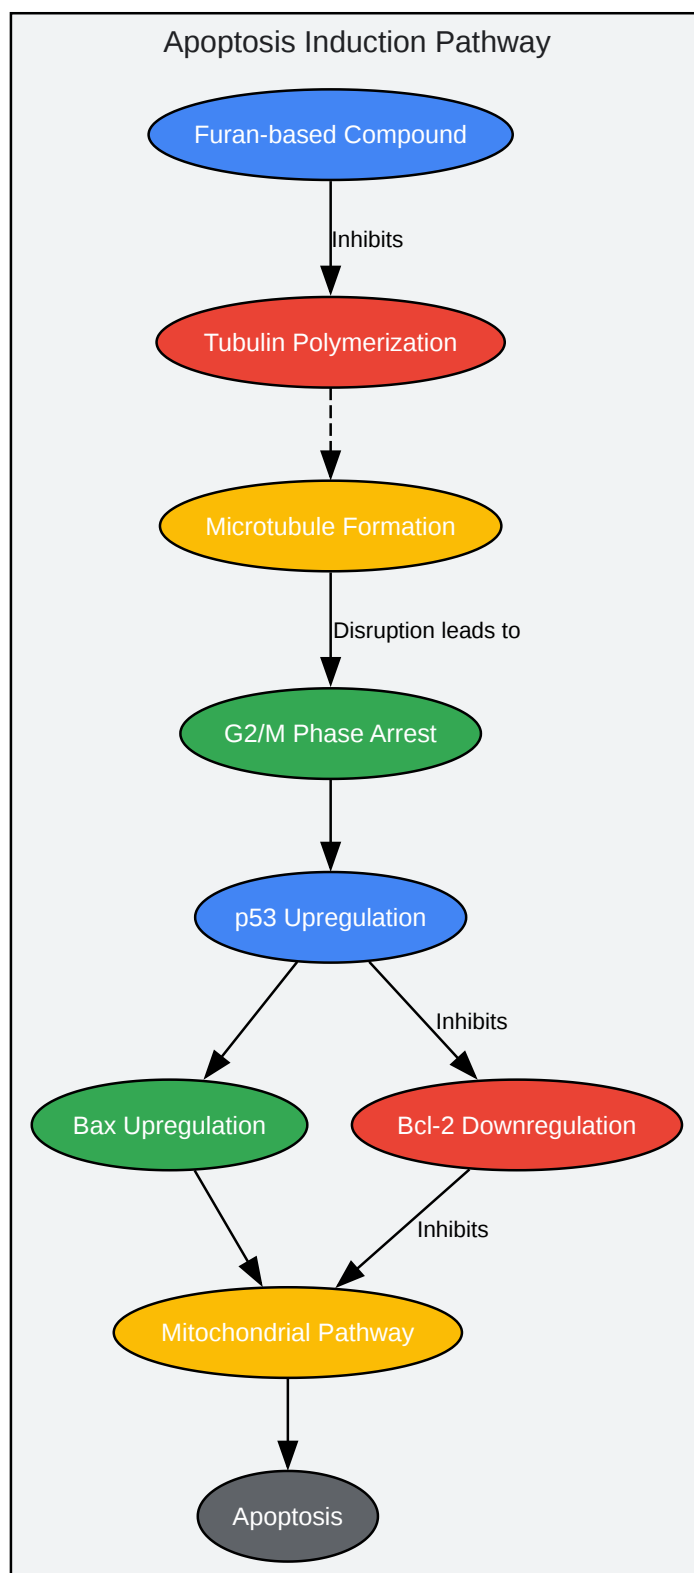 Apoptosis Induction Pathway
Furan-based Compound
Inhibits
Tubulin Polymerization
Microtubule Formation
Disruption leads to
G2/M Phase Arrest
p53 Upregulation
Inhibits
Bax Upregulation
Bcl-2 Downregulation
Inhibits
Mitochondrial Pathway
Apoptosis